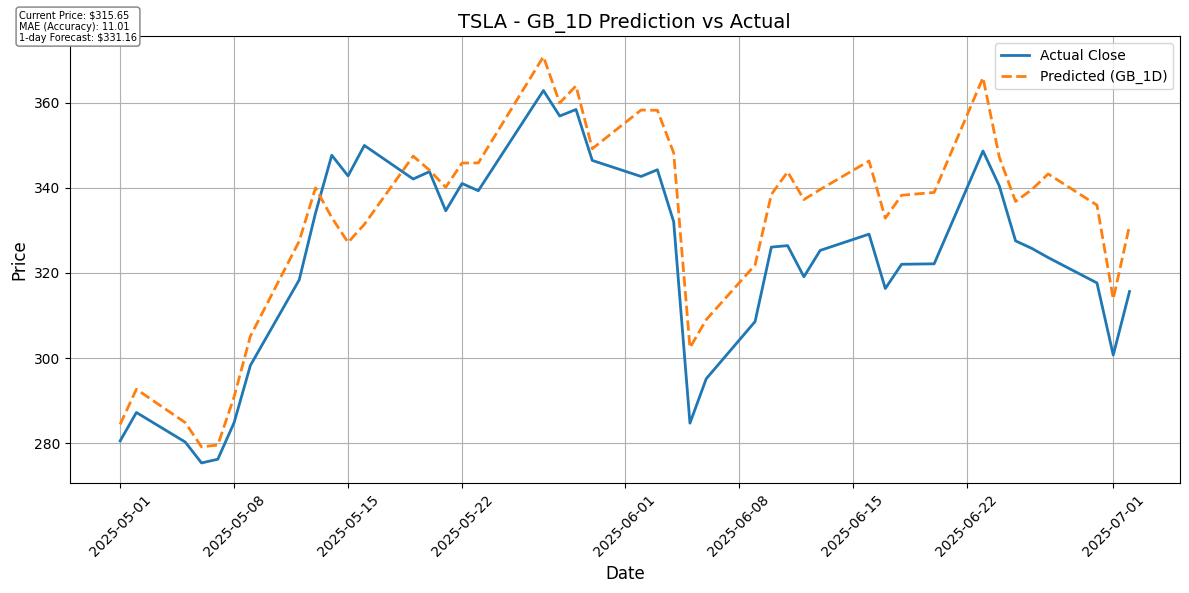 Current Price: $315.65
MAE (Accuracy): 11.01
1-day Forecast: $331.16
TSLA - GB_1D Prediction vs Actual
Actual Close
Predicted (GB_1D)
Price
360
340
320
300
280
2025-05-01
2025-05-08
2025-05-15
2025-05-22
2025-06-01
2025-06-08
2025-06-15
2025-06-22
2025-07-01
Date